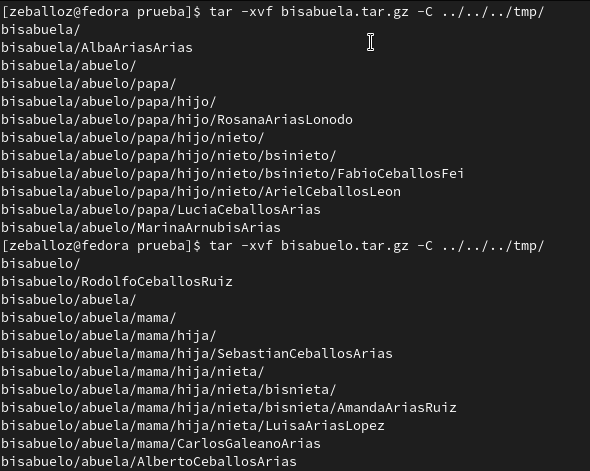 [zeballoz@fedora prueba]$ tar -xvf bisabuela.tar.gz -C ../../../tmp/
bisabuela/
bisabuela/AlbaAriasArias
bisabuela/abuelo/
bisabuela/abuelo/papa/
bisabuela/abuelo/papa/hijo/
bisabuela/abuelo/papa/hijo/RosanaAriasLonodo
bisabuela/abuelo/papa/hijo/nieto/
bisabuela/abuelo/papa/hijo/nieto/bsinieto/
bisabuela/abuelo/papa/hijo/nieto/bsinieto/FabioCeballosFei
bisabuela/abuelo/papa/hijo/nieto/ArielCeballosLeon
bisabuela/abuelo/papa/LuciaCeballosArias
bisabuela/abuelo/MarinaArnubisArias
[zeballoz@fedora prueba]$ tar -xvf bisabuelo.tar.gz -C ../../../tmp/
bisabuelo/
bisabuelo/RodolfoCeballosRuiz
bisabuelo/abuela/
bisabuelo/abuela/mama/
bisabuelo/abuela/mama/hija/
bisabuelo/abuela/mama/hija/SebastianCeballosArias
bisabuelo/abuela/mama/hija/nieta/
bisabuelo/abuela/mama/hija/nieta/bisnieta/
bisabuelo/abuela/mama/hija/nieta/bisnieta/AmandaAriasRuiz
bisabuelo/abuela/mama/hija/nieta/LuisaAriasLopez
bisabuelo/abuela/mama/CarlosGaleanoArias
bisabuelo/abuela/AlbertoCeballosArias